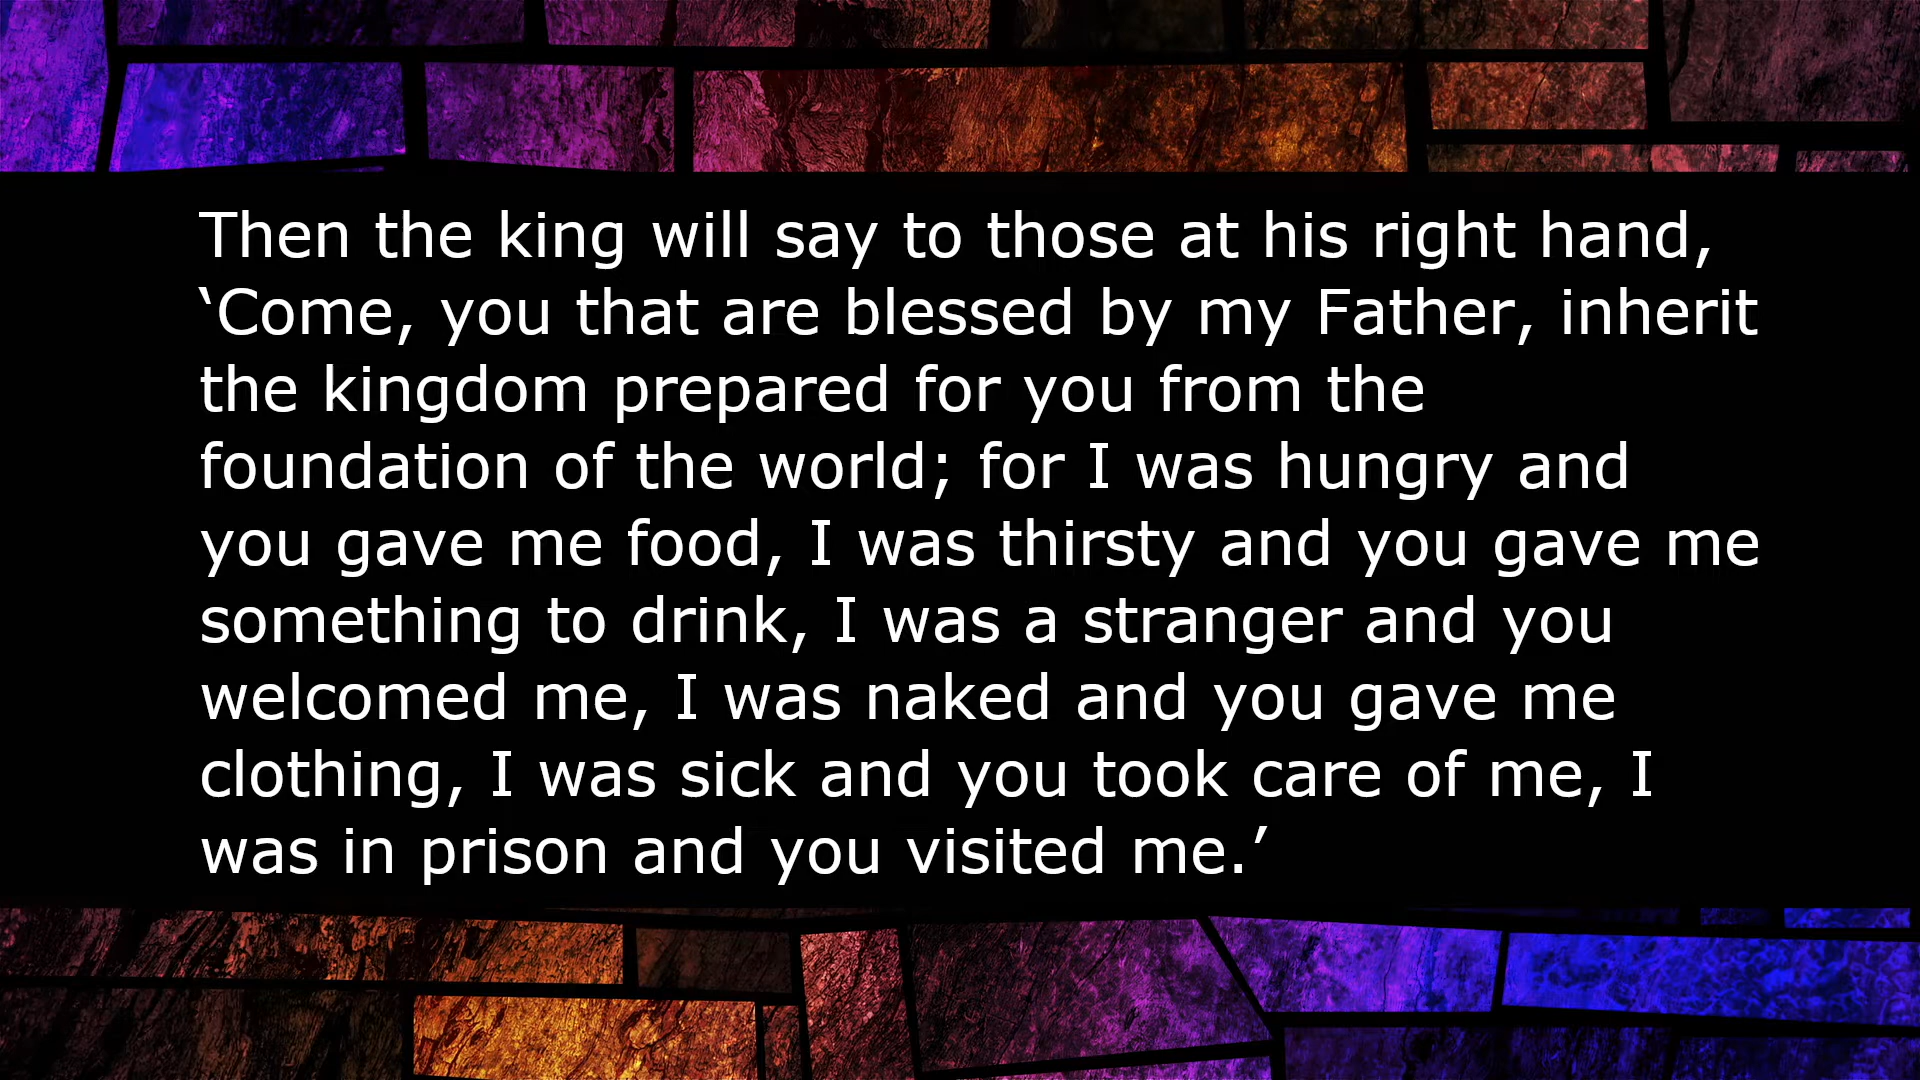 Then the king will say to those at his right hand,
‘Come, you that are blessed by my Father, inherit
the kingdom prepared for you from the
foundation of the world; for I was hungry and
you gave me food, I was thirsty and you gave me
something to drink, I was a stranger and you
welcomed me, I was naked and you gave me
clothing, I was sick and you took care of me, I
was in prison and you visited me.’